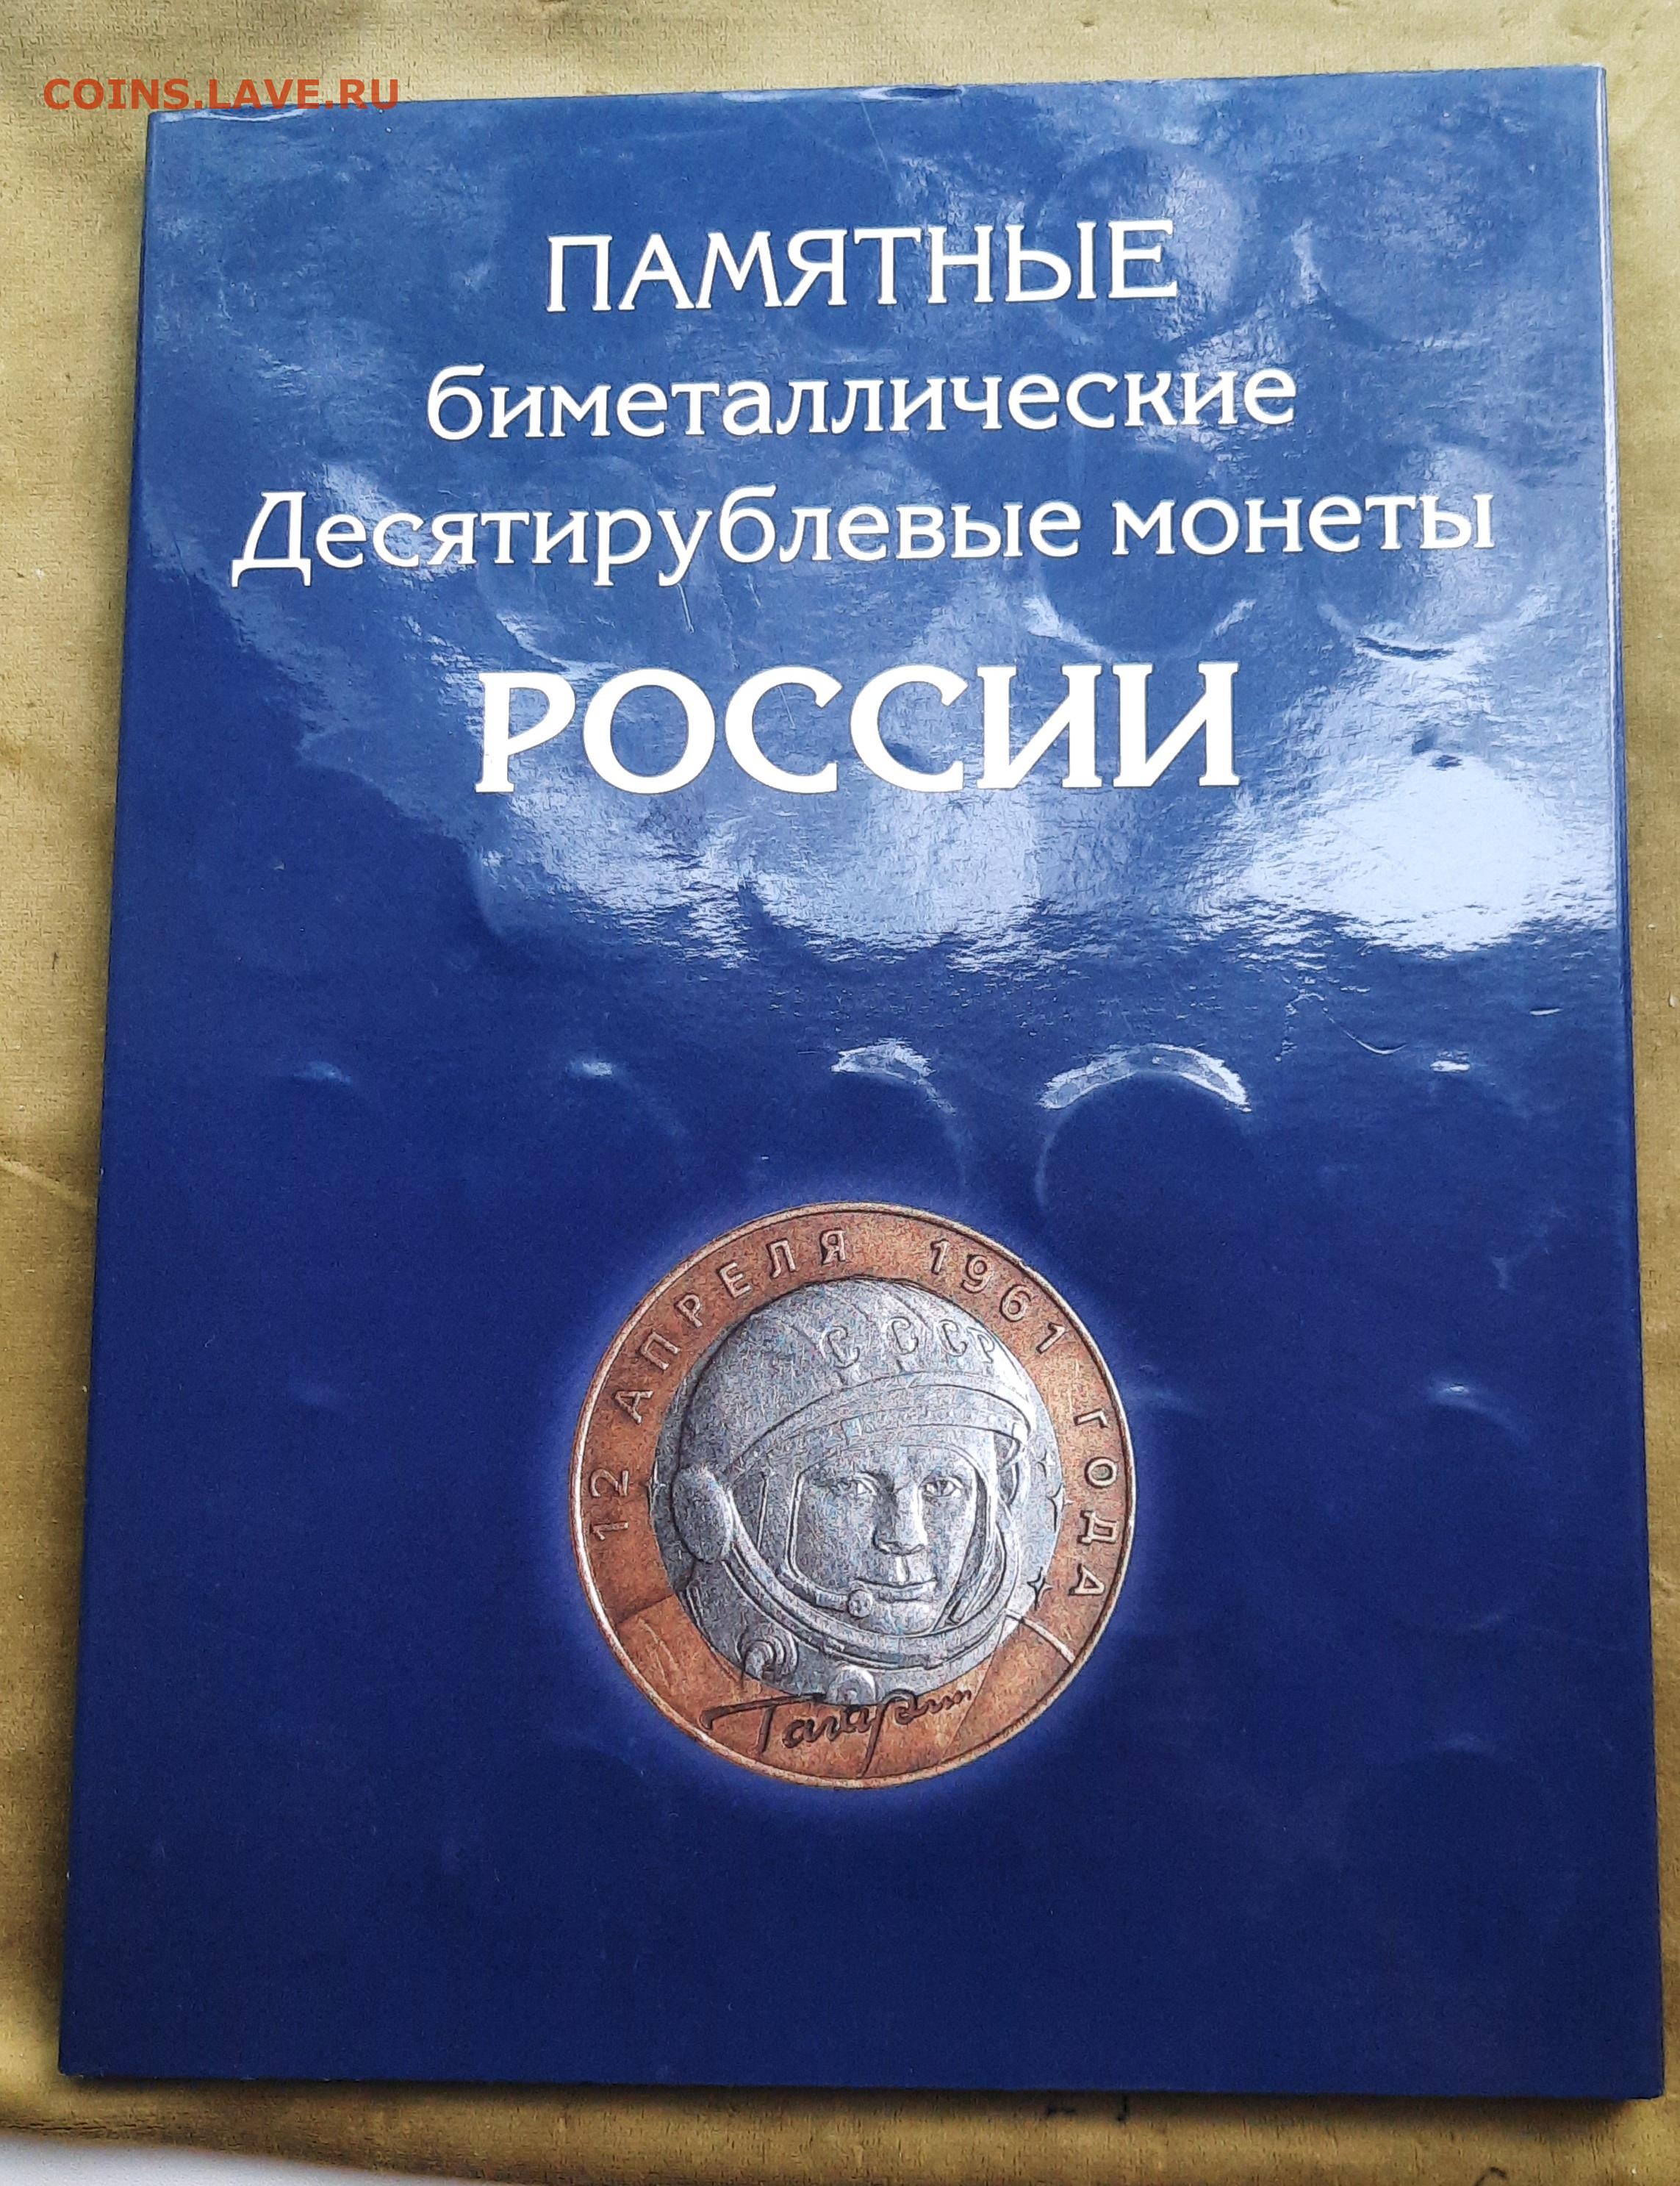 COINS.LAVE.RU
ПАМЯТНЫЕ
биметаллические
Десятирублевые монеты
РОССИИ
12 АПРЕЛЯ 1961 ГОДА
СССР
Гагарин